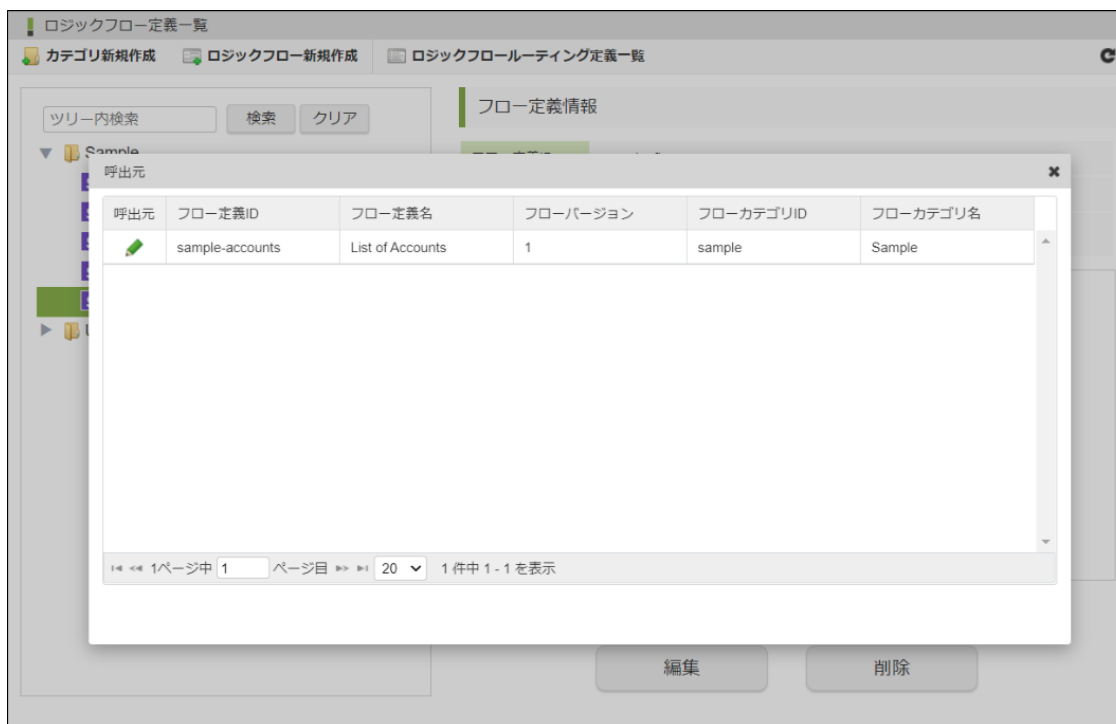 ロジックフロー定義一覧
カテゴリ新規作成 ロジックフロー新規作成 ロジックフロールーティング定義一覧
ツリー内検索 検索 クリア
フロー定義情報
Sample
呼出元
呼出元 フロー定義ID フロー定義名 フローバージョン フローカテゴリID フローカテゴリ名
sample-accounts List of Accounts 1 sample Sample
1ページ中 1 ページ目 20 1 件中 1 - 1 を表示
編集 削除